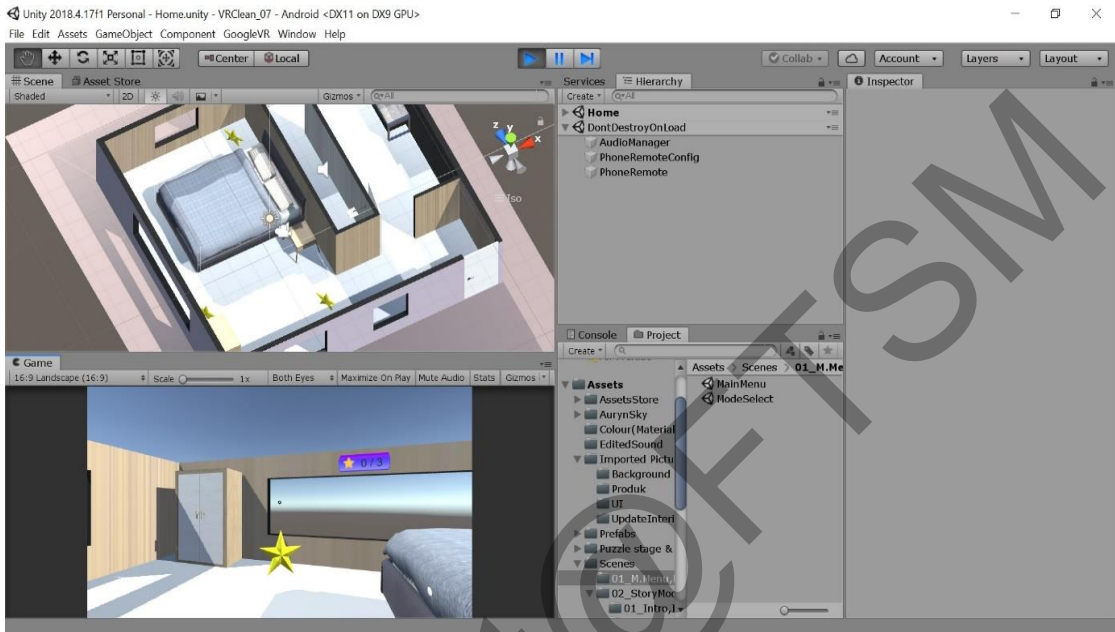 Unity 2018.4.17f1 Personal - Home.unity - VRClean_07 - Android <DX11 on DX9 GPU>
File Edit Assets GameObject Component GoogleVR Window Help
Center Local Collab Account Layers Layout
Scene Asset Store
Shaded 2D Gizmos All
z y x
Iso
Services Hierarchy
Create All
Home
DontDestroyOnLoad
AudioManager
PhoneRemoteConfig
PhoneRemote
Inspector
Game
16:9 Landscape (16:9) Scale 1x Both Eyes Maximize On Play Mute Audio Stats Gizmos
0/3
Console Project
Create
Assets
AssetsStore
AurynSky
Colour(Material
EditedSound
Imported Pictu
Background
Produk
UI
UpdateInteri
Prefabs
Puzzle stage &
Scenes
01_M.Menu,
02_StoryMod
01_Intro,
Assets Scenes 01_M.Me
MainMenu
ModeSelect
@FTSM